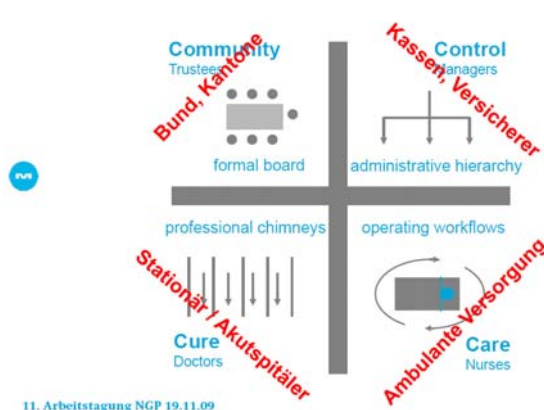 Community
Trustees
Bund, Kantone
formal board
Control
Managers
Kassen, Versicherer
administrative hierarchy
professional chimneys
Stationär / Akutspitäler
Cure
Doctors
operating workflows
Ambulante Versorgung
Care
Nurses
11. Arbeitstagung NGP 19.11.09